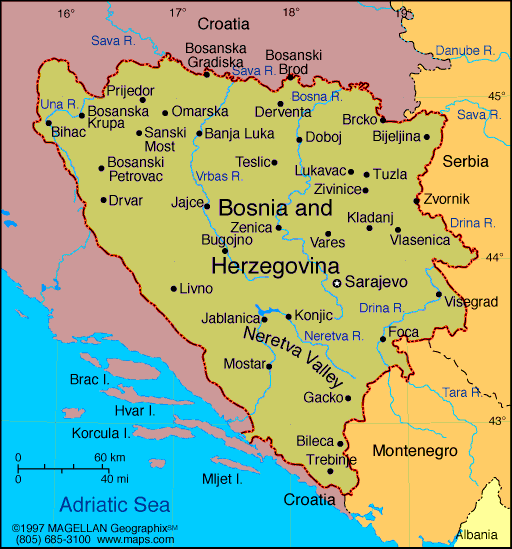 16°
17°
18°
19°
Croatia
Sava R.
Bosanska
Gradiska
Bosanski
Brod
Sava R.
Danube R.
45°
Prijedor
Una R.
Bosanska
Krupa
Omarska
Bosna R.
Derventa
Brcko
Sava R.
Bihac
Sanski
Most
Banja Luka
Doboj
Bijeljina
Bosanski
Petrovac
Teslic
Vrbas R.
Lukavac
Tuzla
Serbia
Zivinice
Drvar
Jajce
Bosnia and
Zvornik
Kladanj
Drina R.
Zenica
Vares
Vlasenica
Bugojno
44°
Herzegovina
Sarajevo
Livno
Visegrad
Drina R.
Jablanica
Konjic
Neretva R.
Foca
Neretva Valley
Mostar
Brac I.
Tara R.
Hvar I.
Gacko
43°
Korcula I.
Bileca
Montenegro
0 60 km
Trebinje
0 40 mi
Mljet I.
Croatia
Adriatic Sea
©1997 MAGELLAN Geographix℠
(805) 685-3100 www.maps.com
Albania